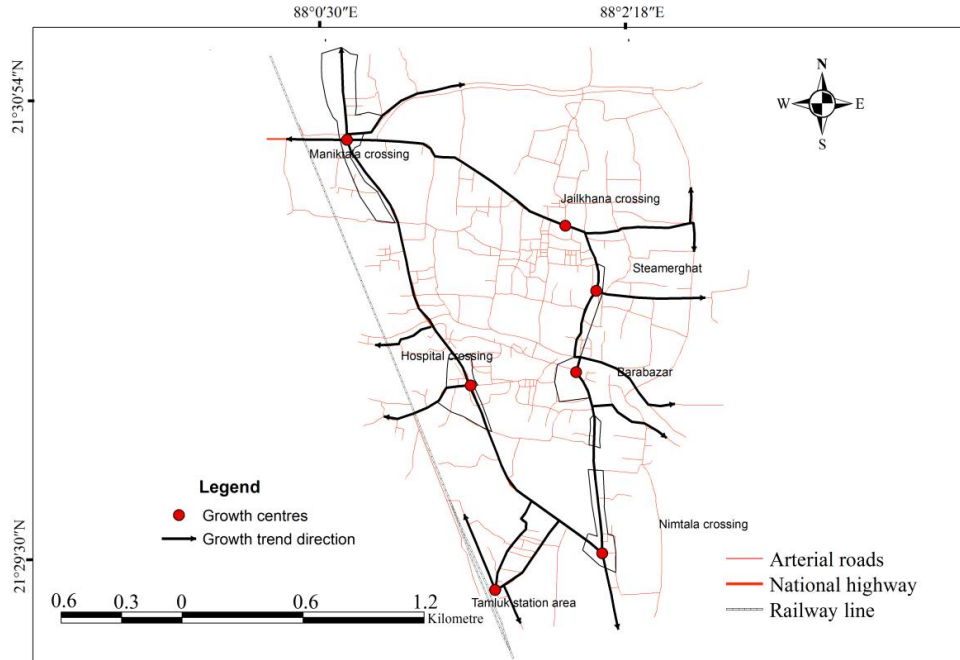 88°0′30″E
88°2′18″E
21°30′54″N
N
W
E
S
Maniktala crossing
Jailkhana crossing
Steamerghat
Hospital crossing
Barabazar
Legend
Growth centres
Growth trend direction
Nimtala crossing
21°29′30″N
Arterial roads
National highway
Railway line
Tamluk station area
0.6 0.3 0 0.6 1.2
Kilometre